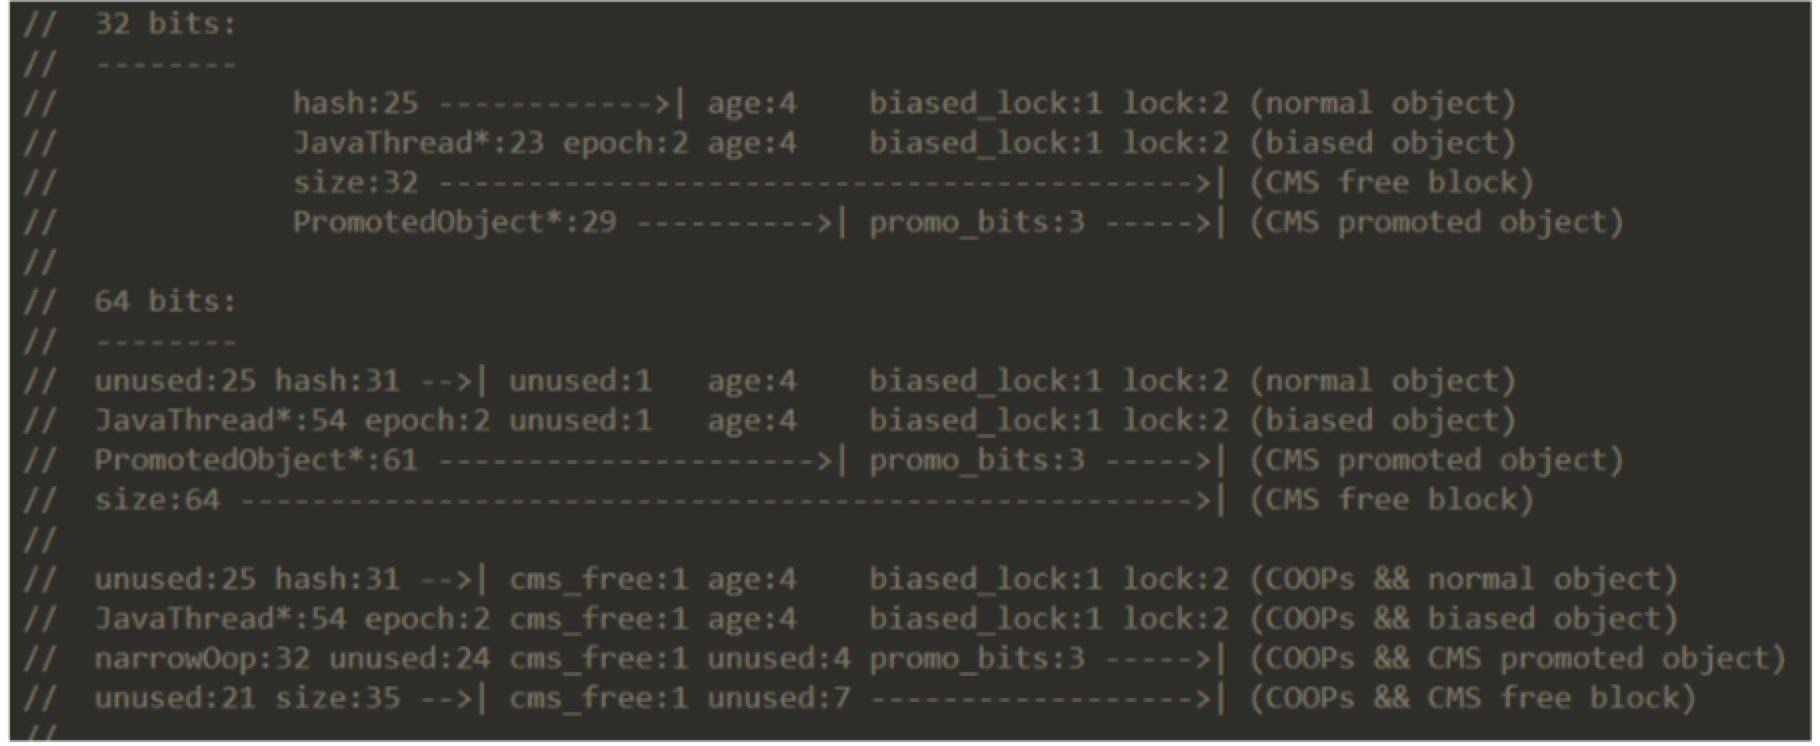 //  32 bits:
//  --------
//             hash:25 ------------>| age:4    biased_lock:1 lock:2 (normal object)
//             JavaThread*:23 epoch:2 age:4    biased_lock:1 lock:2 (biased object)
//             size:32 ------------------------------------------>| (CMS free block)
//             PromotedObject*:29 ---------->| promo_bits:3 ----->| (CMS promoted object)
//
//  64 bits:
//  --------
//  unused:25 hash:31 -->| unused:1   age:4    biased_lock:1 lock:2 (normal object)
//  JavaThread*:54 epoch:2 unused:1   age:4    biased_lock:1 lock:2 (biased object)
//  PromotedObject*:61 --------------------->| promo_bits:3 ----->| (CMS promoted object)
//  size:64 ----------------------------------------------------->| (CMS free block)
//
//  unused:25 hash:31 -->| cms_free:1 age:4    biased_lock:1 lock:2 (COOPs && normal object)
//  JavaThread*:54 epoch:2 cms_free:1 age:4    biased_lock:1 lock:2 (COOPs && biased object)
//  narrowOop:32 unused:24 cms_free:1 unused:4 promo_bits:3 ----->| (COOPs && CMS promoted object)
//  unused:21 size:35 -->| cms_free:1 unused:7 ------------------>| (COOPs && CMS free block)
//